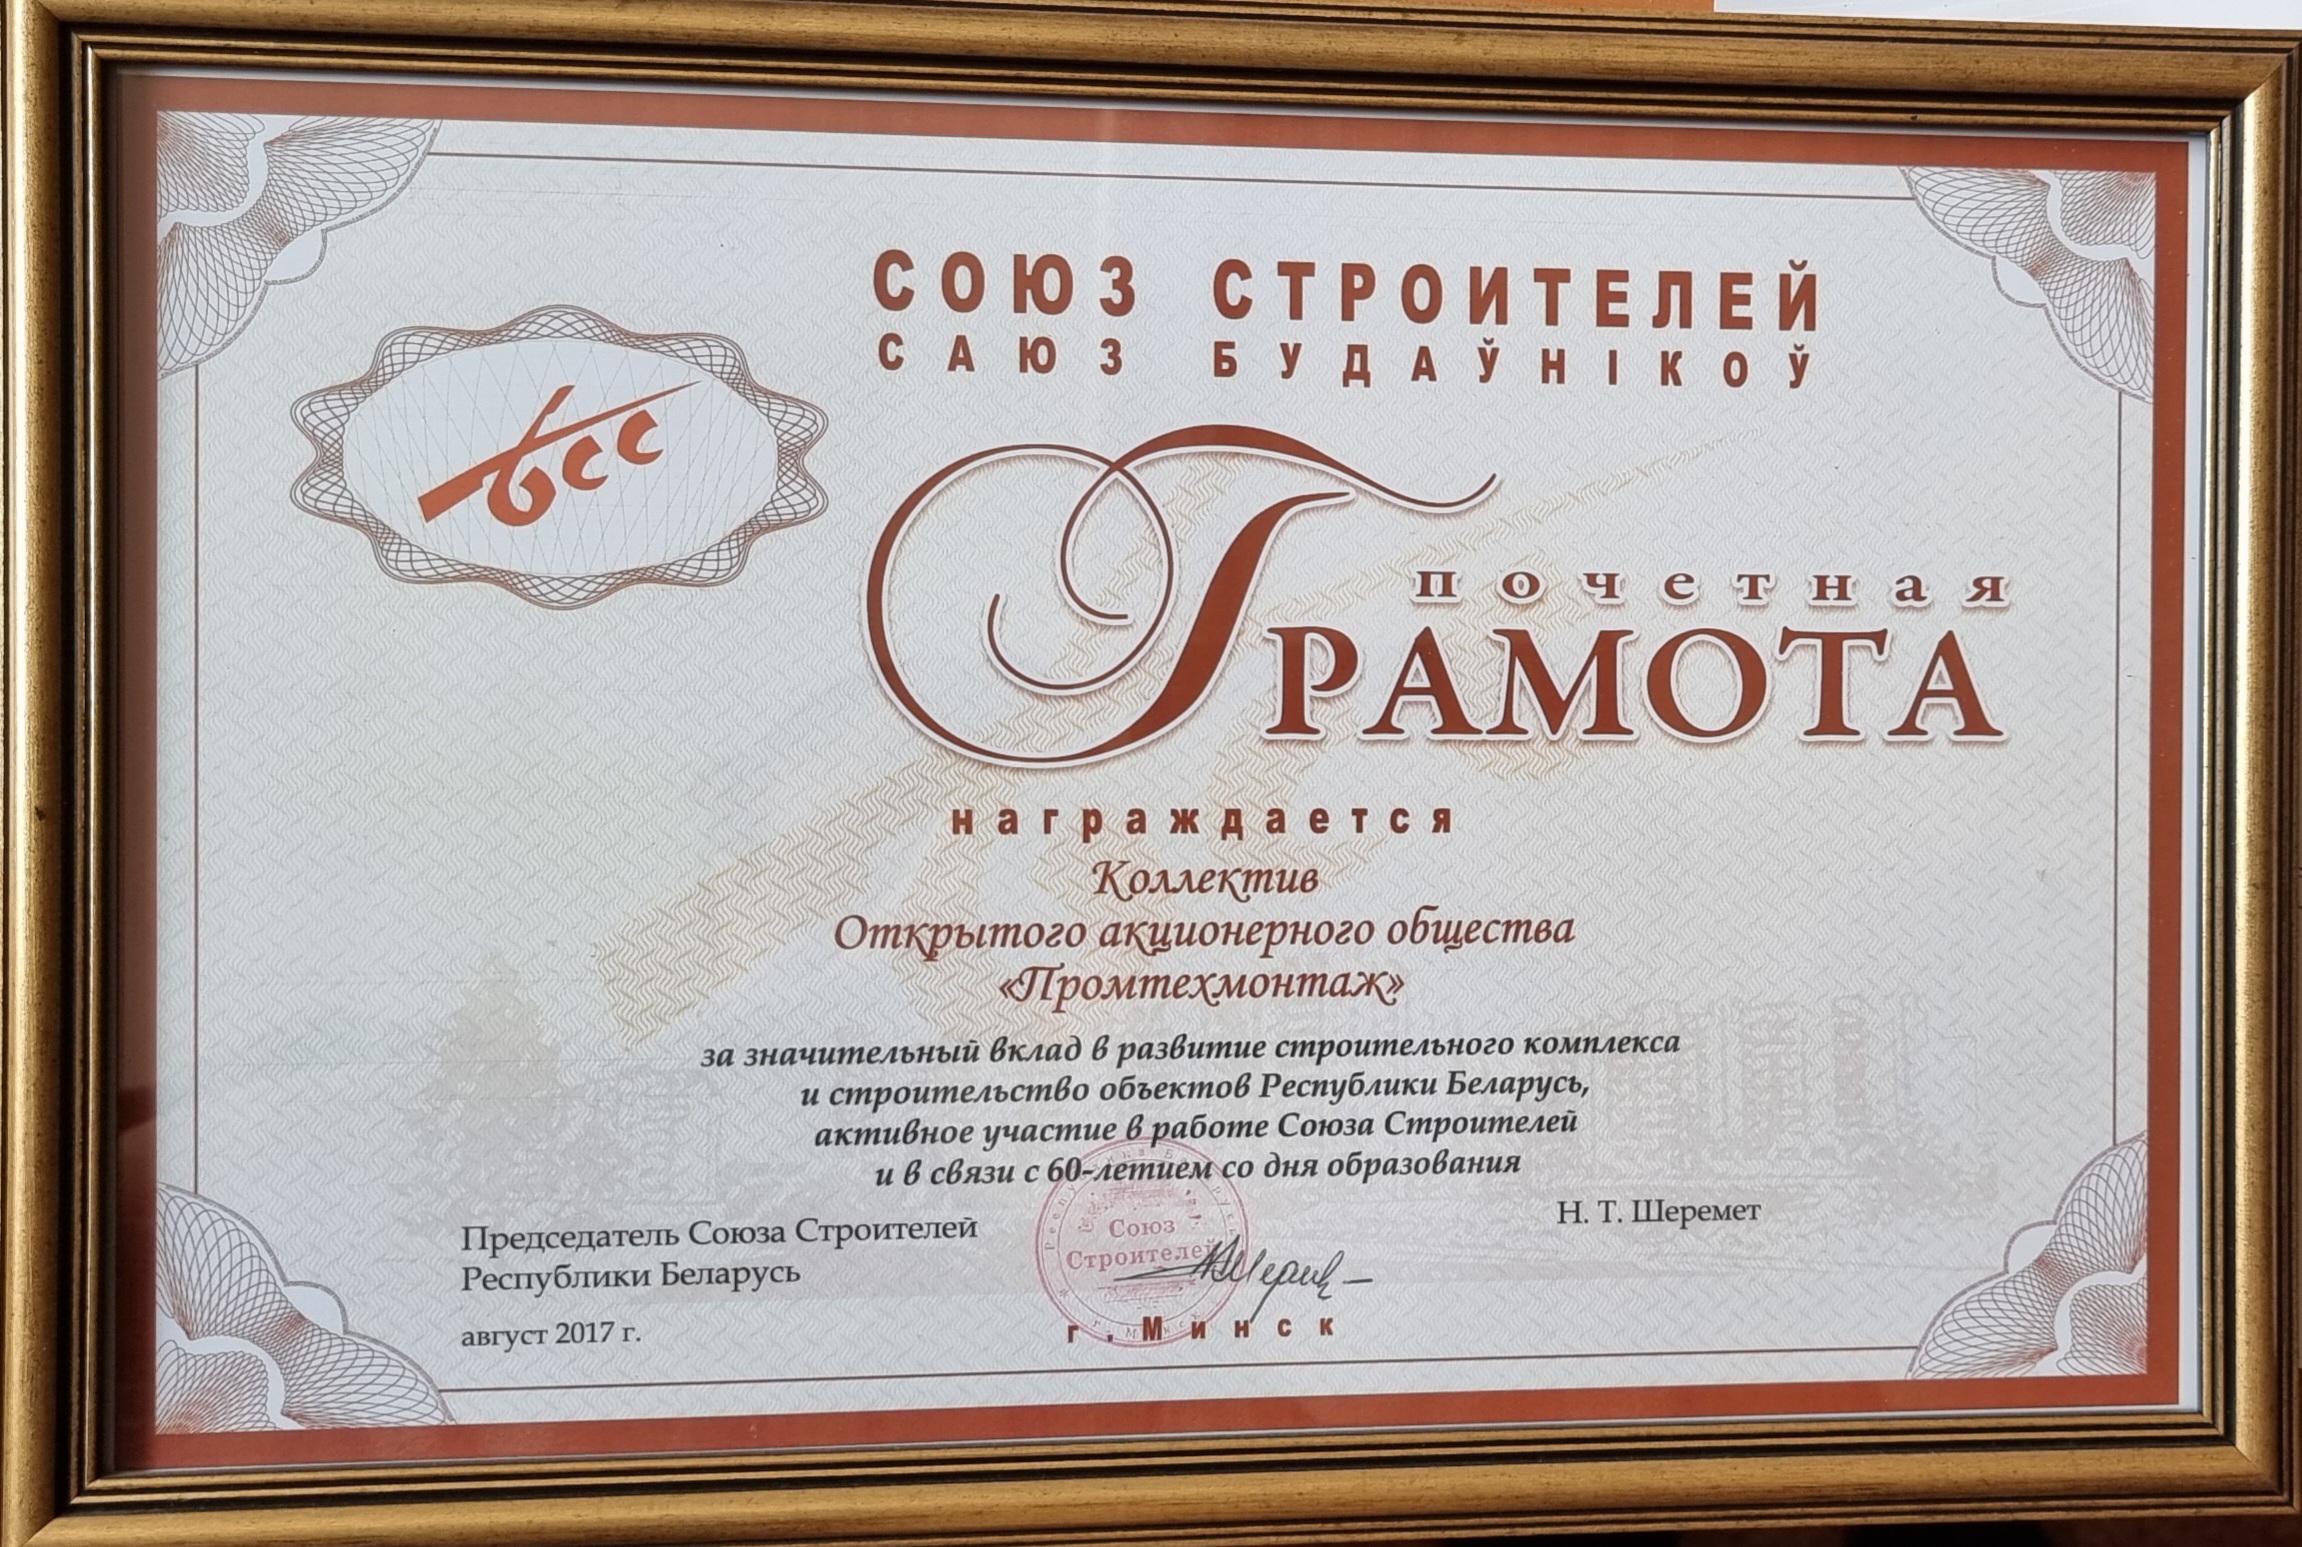 СОЮЗ СТРОИТЕЛЕЙ
САЮЗ БУДАЎНІКОЎ
бсс
почетная
ГРАМОТА
награждается
Коллектив
Открытого акционерного общества
«Промтехмонтаж»
за значительный вклад в развитие строительного комплекса
и строительство объектов Республики Беларусь,
активное участие в работе Союза Строителей
и в связи с 60-летием со дня образования
Н. Т. Шеремет
Председатель Союза Строителей
Республики Беларусь
Союз
Строителей
август 2017 г.
г. Минск